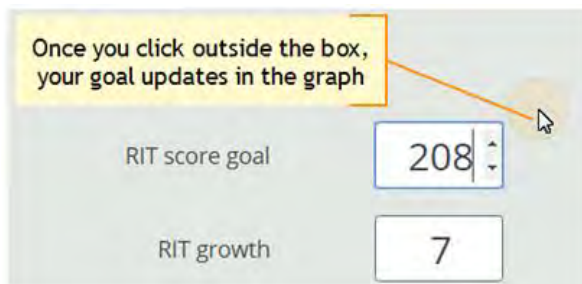 Once you click outside the box,
your goal updates in the graph
RIT score goal
208
RIT growth
7